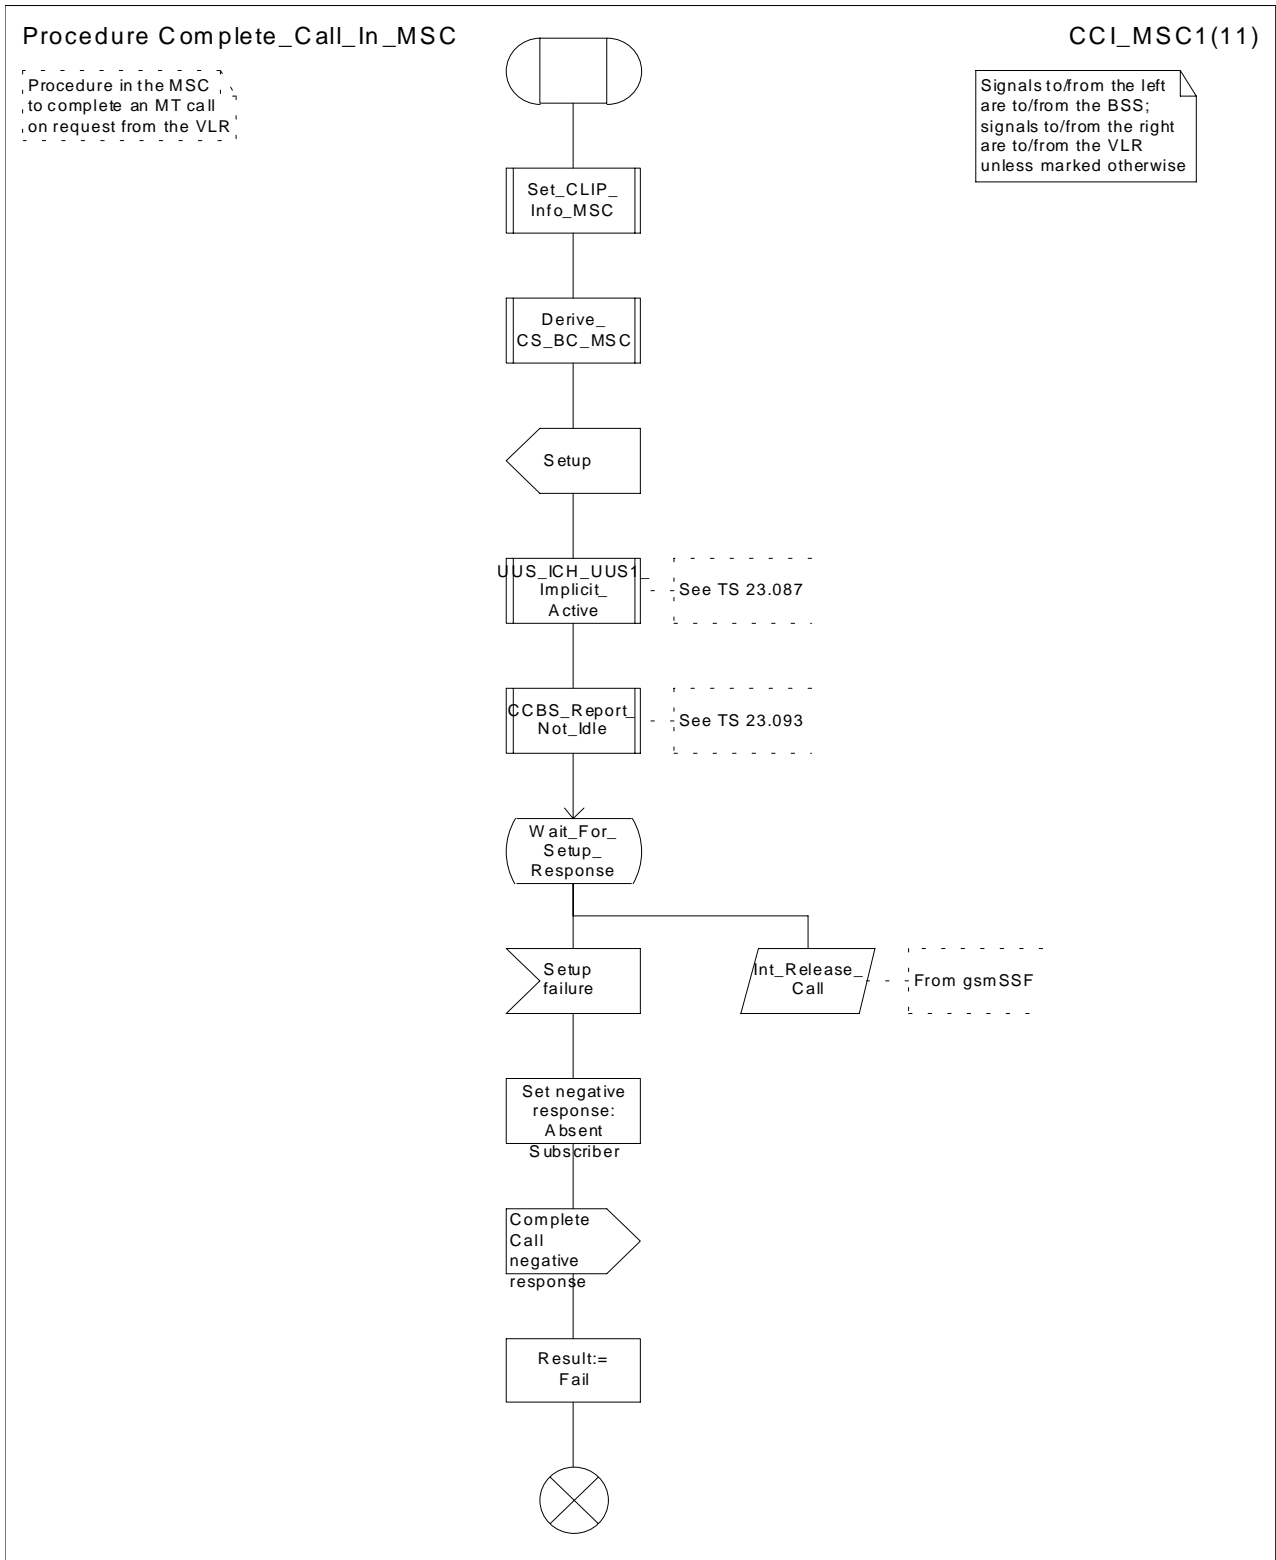 Procedure Complete_Call_In_MSC
CCI_MSC1(11)
Procedure in the MSC
to complete an MT call
on request from the VLR
Signals to/from the left
are to/from the BSS;
signals to/from the right
are to/from the VLR
unless marked otherwise
Set_CLIP_
Info_MSC
Derive_
CS_BC_MSC
Setup
UUS_ICH_UUS1_
Implicit_
Active
See TS 23.087
CCBS_Report_
Not_Idle
See TS 23.093
Wait_For_
Setup_
Response
Setup
failure
Int_Release_
Call
From gsmSSF
Set negative
response:
Absent
Subscriber
Complete
Call
negative
response
Result:=
Fail